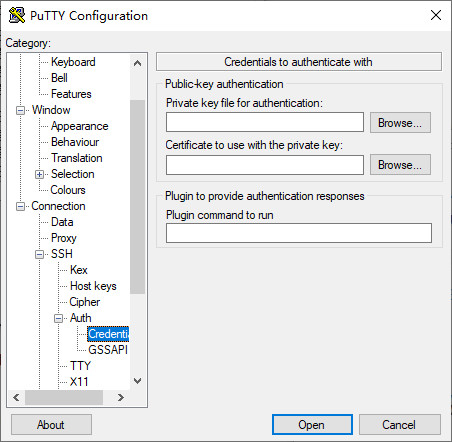 PuTTY Configuration
Category:
Keyboard
Bell
Features
Window
Appearance
Behaviour
Translation
Selection
Colours
Connection
Data
Proxy
SSH
Kex
Host keys
Cipher
Auth
Credentia
GSSAPI
TTY
X11
Credentials to authenticate with
Public-key authentication
Private key file for authentication:
Browse...
Certificate to use with the private key:
Browse...
Plugin to provide authentication responses
Plugin command to run
About
Open
Cancel